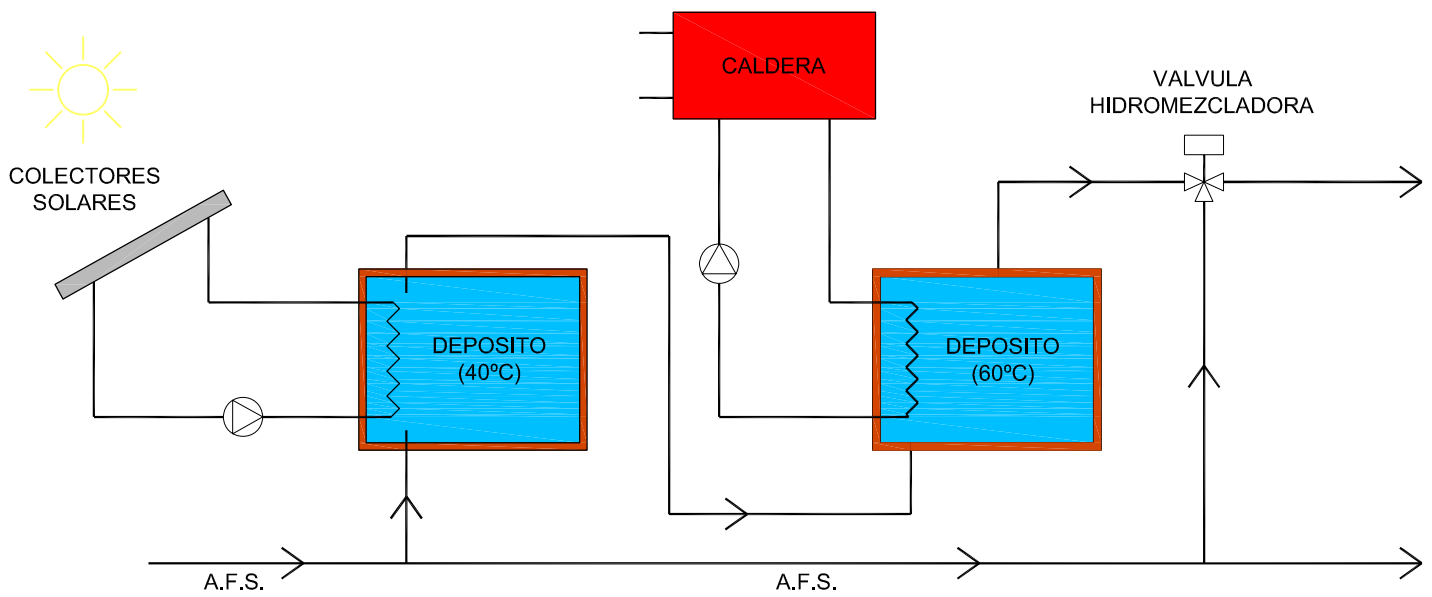 CALDERA
VALVULA
HIDROMEZCLADORA
COLECTORES
SOLARES
DEPOSITO
(40ºC)
DEPOSITO
(60ºC)
A.F.S.
A.F.S.